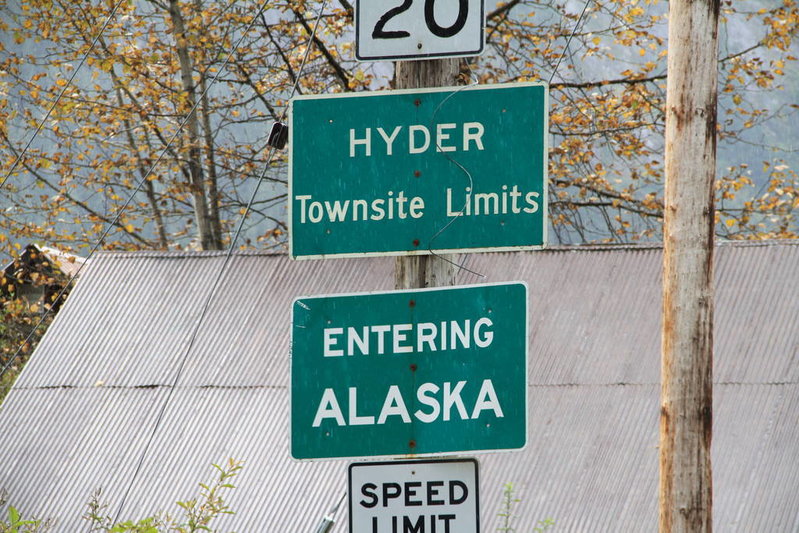 20
HYDER
Townsite Limits
ENTERING
ALASKA
SPEED
LIMIT